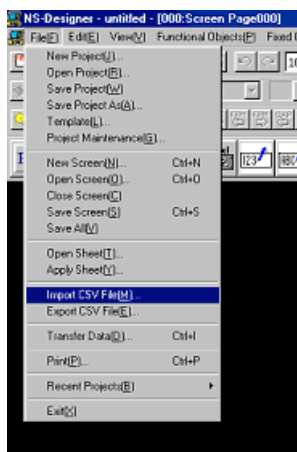 NS-Designer - untitled - [000:Screen Page000]
File(F) Edit(E) View(V) Functional Objects(P) Fixed
New Project(J)...
Open Project(R)...
Save Project(W)
Save Project As(A)...
Template(L)...
Project Maintenance(G)...
New Screen(N)... Ctrl+N
Open Screen(O)... Ctrl+O
Close Screen(C)
Save Screen(S) Ctrl+S
Save All(V)
Open Sheet(T)...
Apply Sheet(Y)...
Import CSV File(M)...
Export CSV File(E)...
Transfer Data(D)... Ctrl+I
Print(P)... Ctrl+P
Recent Projects(B)
Exit(X)